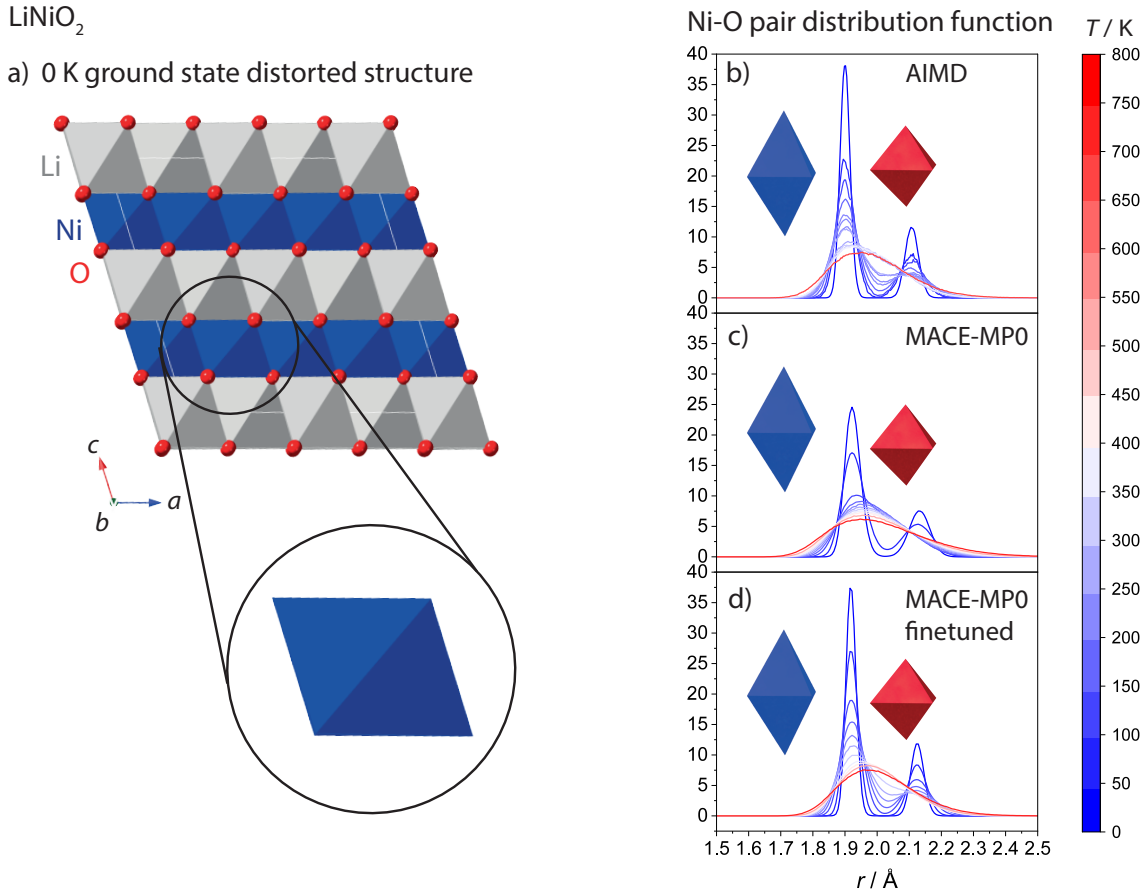 LiNiO₂
a) 0 K ground state distorted structure
Li
Ni
O
c
a
b
Ni-O pair distribution function
T / K
b)
AIMD
40
35
30
25
20
15
10
5
0
c)
MACE-MP0
40
35
30
25
20
15
10
5
0
d)
MACE-MP0
finetuned
40
35
30
25
20
15
10
5
0
1.5 1.6 1.7 1.8 1.9 2.0 2.1 2.2 2.3 2.4 2.5
r / Å
800
750
700
650
600
550
500
450
400
350
300
250
200
150
100
50
0